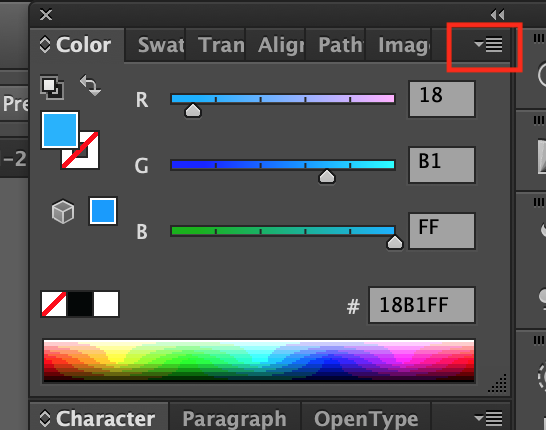 Color Swat Tran Align Path Imag
Pre
R 18
-2
G B1
B FF
# 18B1FF
Character Paragraph OpenType